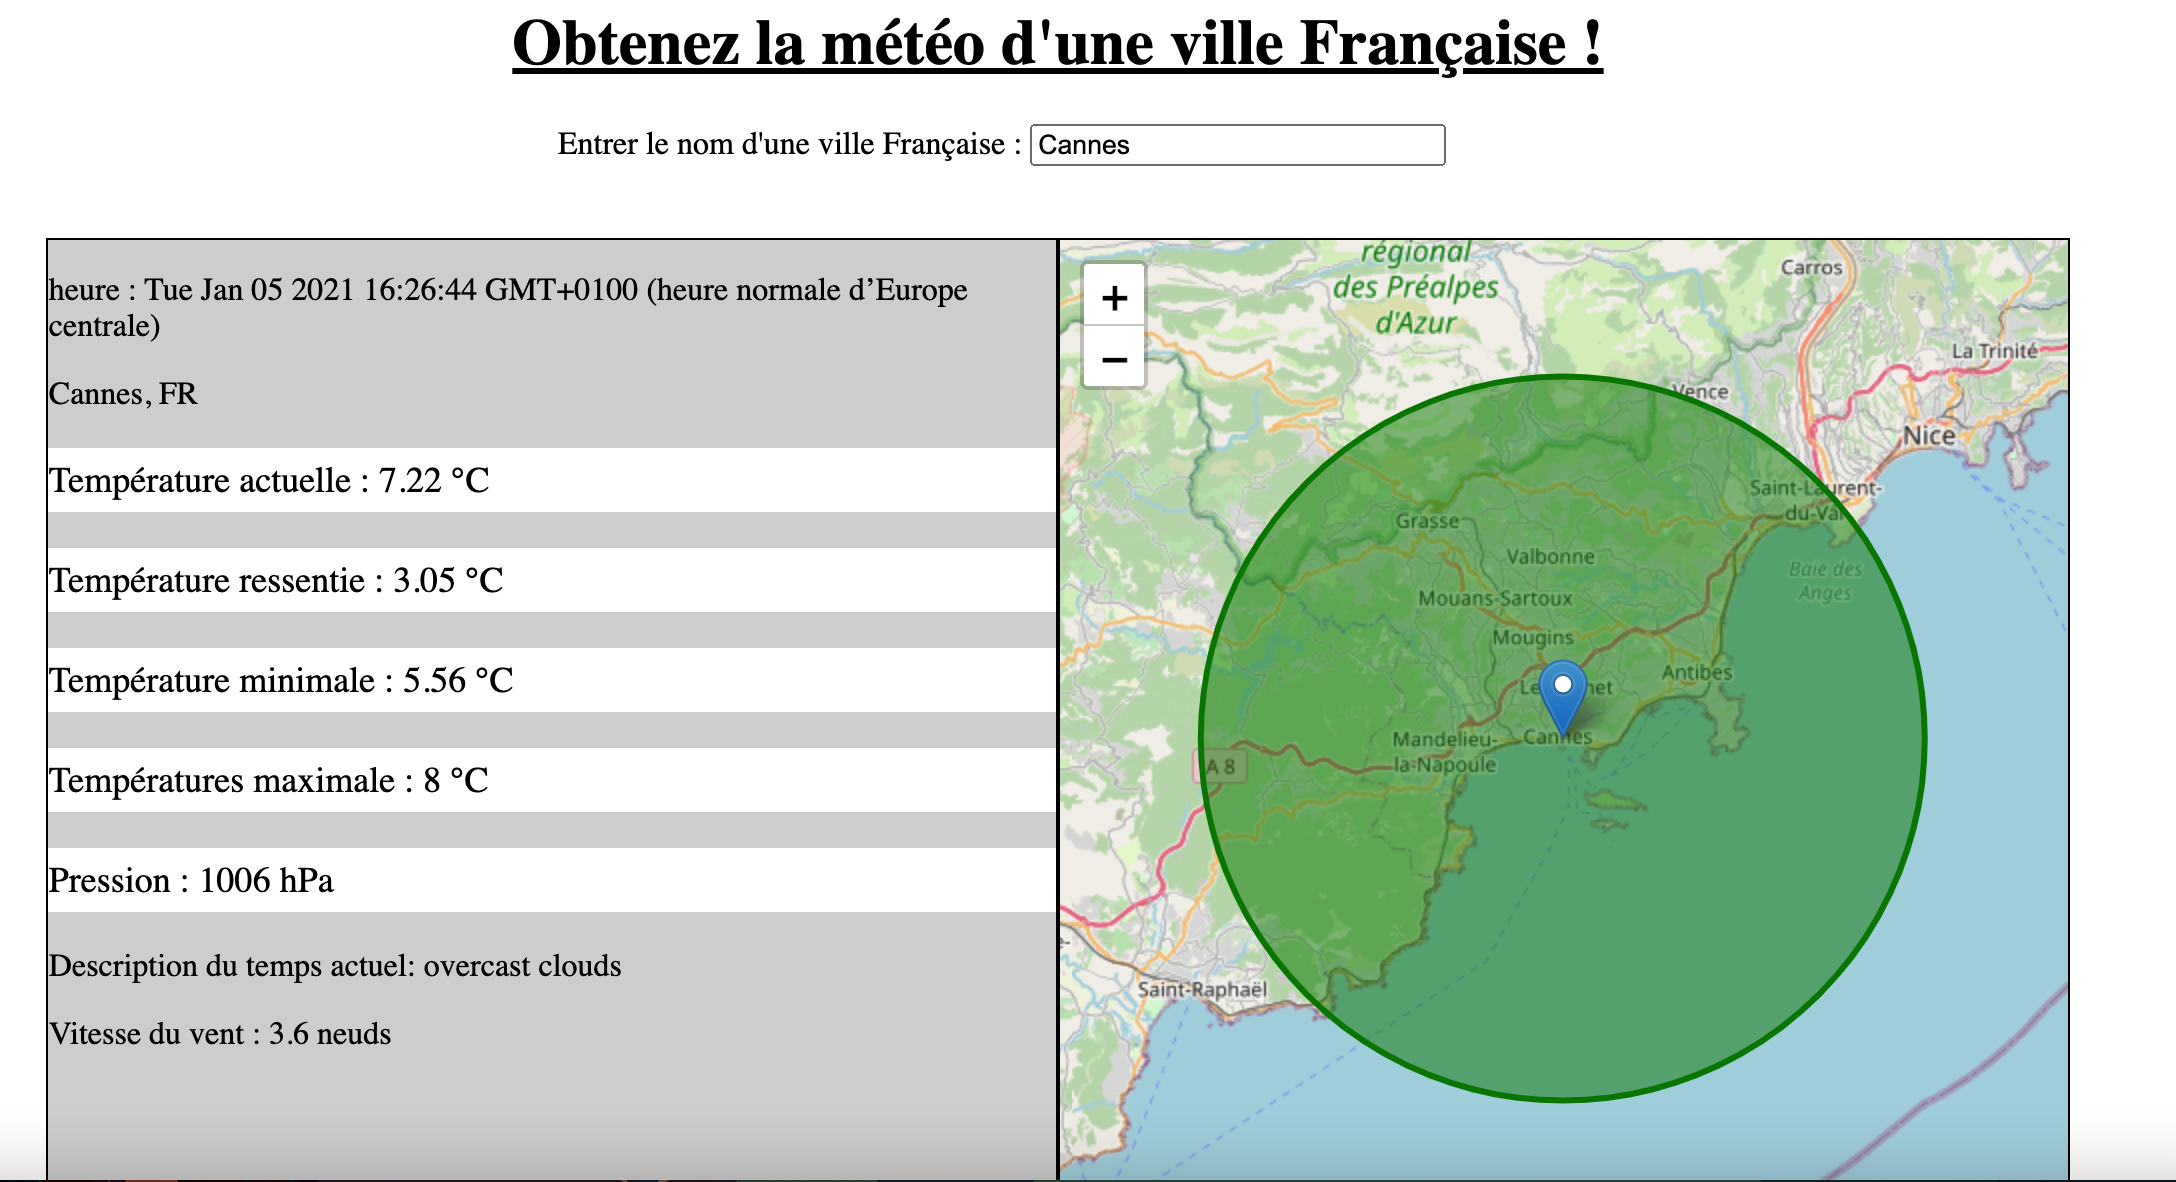 Obtenez la météo d'une ville Française !
Entrer le nom d'une ville Française : Cannes
heure : Tue Jan 05 2021 16:26:44 GMT+0100 (heure normale d’Europe
centrale)
Cannes, FR
Température actuelle : 7.22 °C
Température ressentie : 3.05 °C
Température minimale : 5.56 °C
Températures maximale : 8 °C
Pression : 1006 hPa
Description du temps actuel: overcast clouds
Vitesse du vent : 3.6 neuds
+
−
régional
des Préalpes
d'Azur
Carros
La Trinité
Vence
Nice
Saint-Laurent-
du-Var
Grasse
Valbonne
Baie des
Anges
Mouans-Sartoux
Mougins
Antibes
Cannes
Mandelieu-
la-Napoule
A 8
Saint-Raphaël